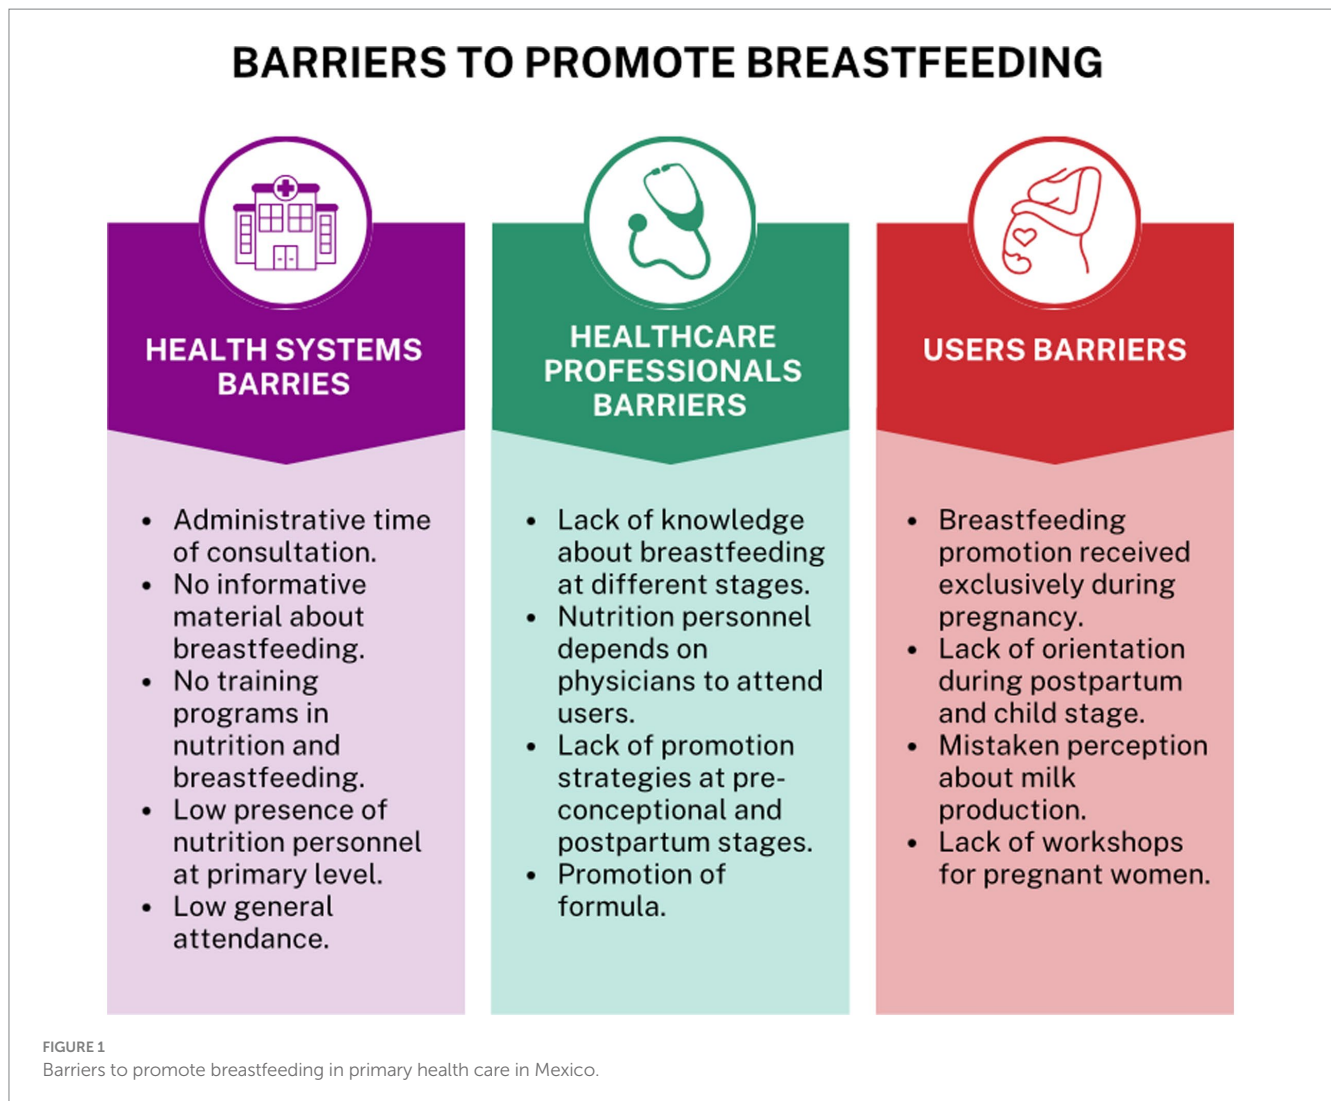 BARRIERS TO PROMOTE BREASTFEEDING
HEALTH SYSTEMS
BARRIES
• Administrative time
of consultation.
• No informative
material about
breastfeeding.
• No training
programs in
nutrition and
breastfeeding.
• Low presence of
nutrition personnel
at primary level.
• Low general
attendance.
HEALTHCARE
PROFESSIONALS
BARRIERS
• Lack of knowledge
about breastfeeding
at different stages.
• Nutrition personnel
depends on
physicians to attend
users.
• Lack of promotion
strategies at pre-
conceptional and
postpartum stages.
• Promotion of
formula.
USERS BARRIERS
• Breastfeeding
promotion received
exclusively during
pregnancy.
• Lack of orientation
during postpartum
and child stage.
• Mistaken perception
about milk
production.
• Lack of workshops
for pregnant women.
FIGURE 1
Barriers to promote breastfeeding in primary health care in Mexico.